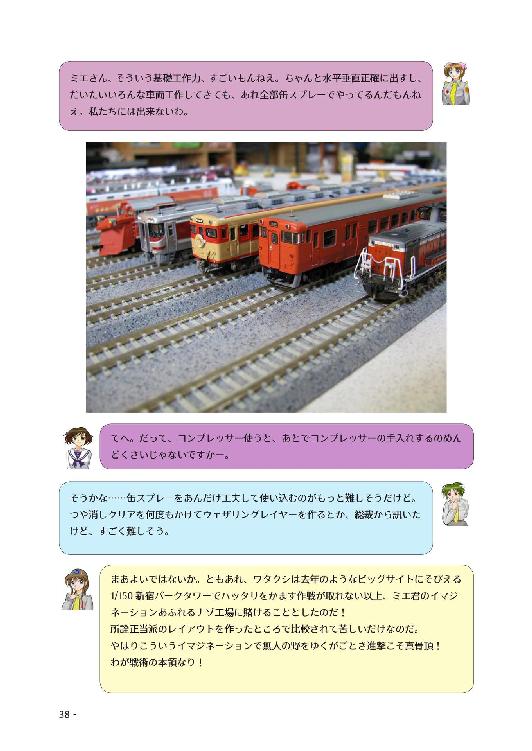 ミエさん、そういう基礎工作力、すごいもんねえ。ちゃんと水平垂直正確に出すし、
だいたいいろんな車両工作してきても、あれ全部缶スプレーでやってるんだもんね
え。私たちには出来ないわ。
てへ。だって、コンプレッサー使うと、あとでコンプレッサーの手入れするのめん
どくさいじゃないですかー。
そうかな……缶スプレーをあんだけ工夫して使い込むのがもっと難しそうだけど。
つや消しクリアを何度もかけてウェザリングレイヤーを作るとか、総裁から訊いた
けど、すごく難しそう。
まあよいではないか。ともあれ、ワタクシは去年のようなビッグサイトにそびえる
1/150 新宿パークタワーでハッタリをかます作戦が取れない以上、ミエ君のイマジ
ネーションあふれるナゾ工場に賭けることとしたのだ！
所詮正当派のレイアウトを作ったところで比較されて苦しいだけなのだ。
やはりこういうイマジネーションで無人の野をゆくがごとき進撃こそ真骨頂！
わが戦術の本領なり！
38 -